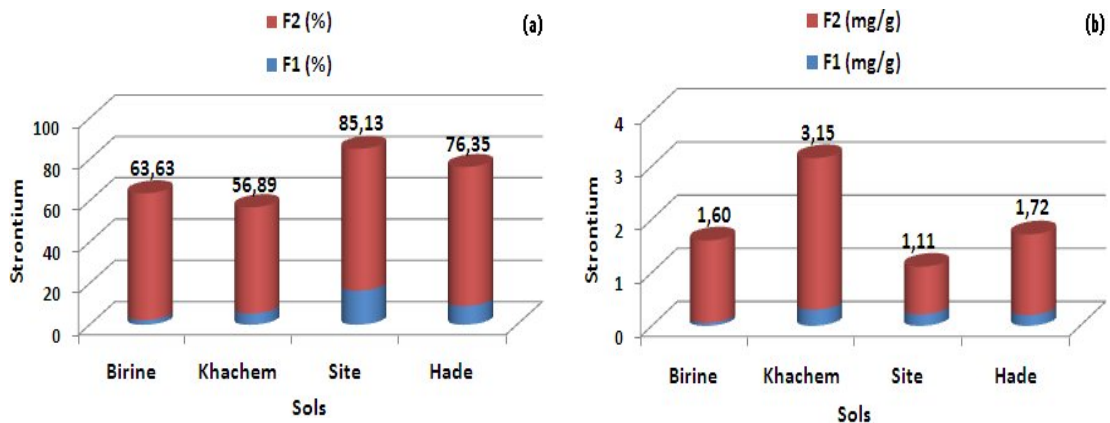 F2 (%)
F1 (%)
(a)
Strontium
100
80
60
40
20
0
63,63
56,89
85,13
76,35
Birine
Khachem
Site
Hade
Sols
F2 (mg/g)
F1 (mg/g)
(b)
Strontium
4
3
2
1
0
1,60
3,15
1,11
1,72
Birine
Khachem
Site
Hade
Sols